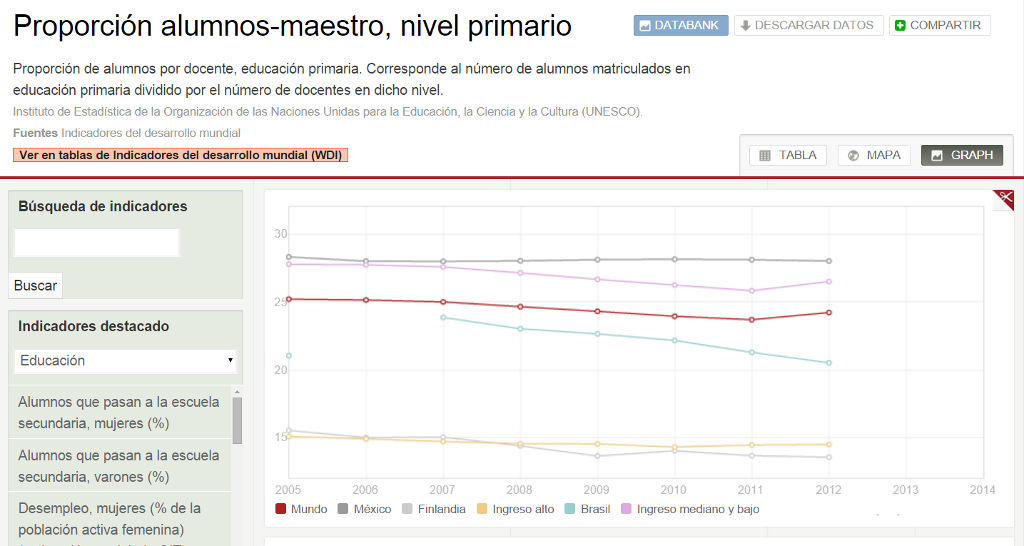 Proporción alumnos-maestro, nivel primario
DATABANK
DESCARGAR DATOS
COMPARTIR
Proporción de alumnos por docente, educación primaria. Corresponde al número de alumnos matriculados en
educación primaria dividido por el número de docentes en dicho nivel.
Instituto de Estadística de la Organización de las Naciones Unidas para la Educación, la Ciencia y la Cultura (UNESCO).
Fuentes Indicadores del desarrollo mundial
Ver en tablas de Indicadores del desarrollo mundial (WDI)
TABLA
MAPA
GRAPH
Búsqueda de indicadores
Buscar
Indicadores destacado
Educación
Alumnos que pasan a la escuela
secundaria, mujeres (%)
Alumnos que pasan a la escuela
secundaria, varones (%)
Desempleo, mujeres (% de la
población activa femenina)
30
25
20
15
2005 2006 2007 2008 2009 2010 2011 2012 2013 2014
Mundo México Finlandia Ingreso alto Brasil Ingreso mediano y bajo